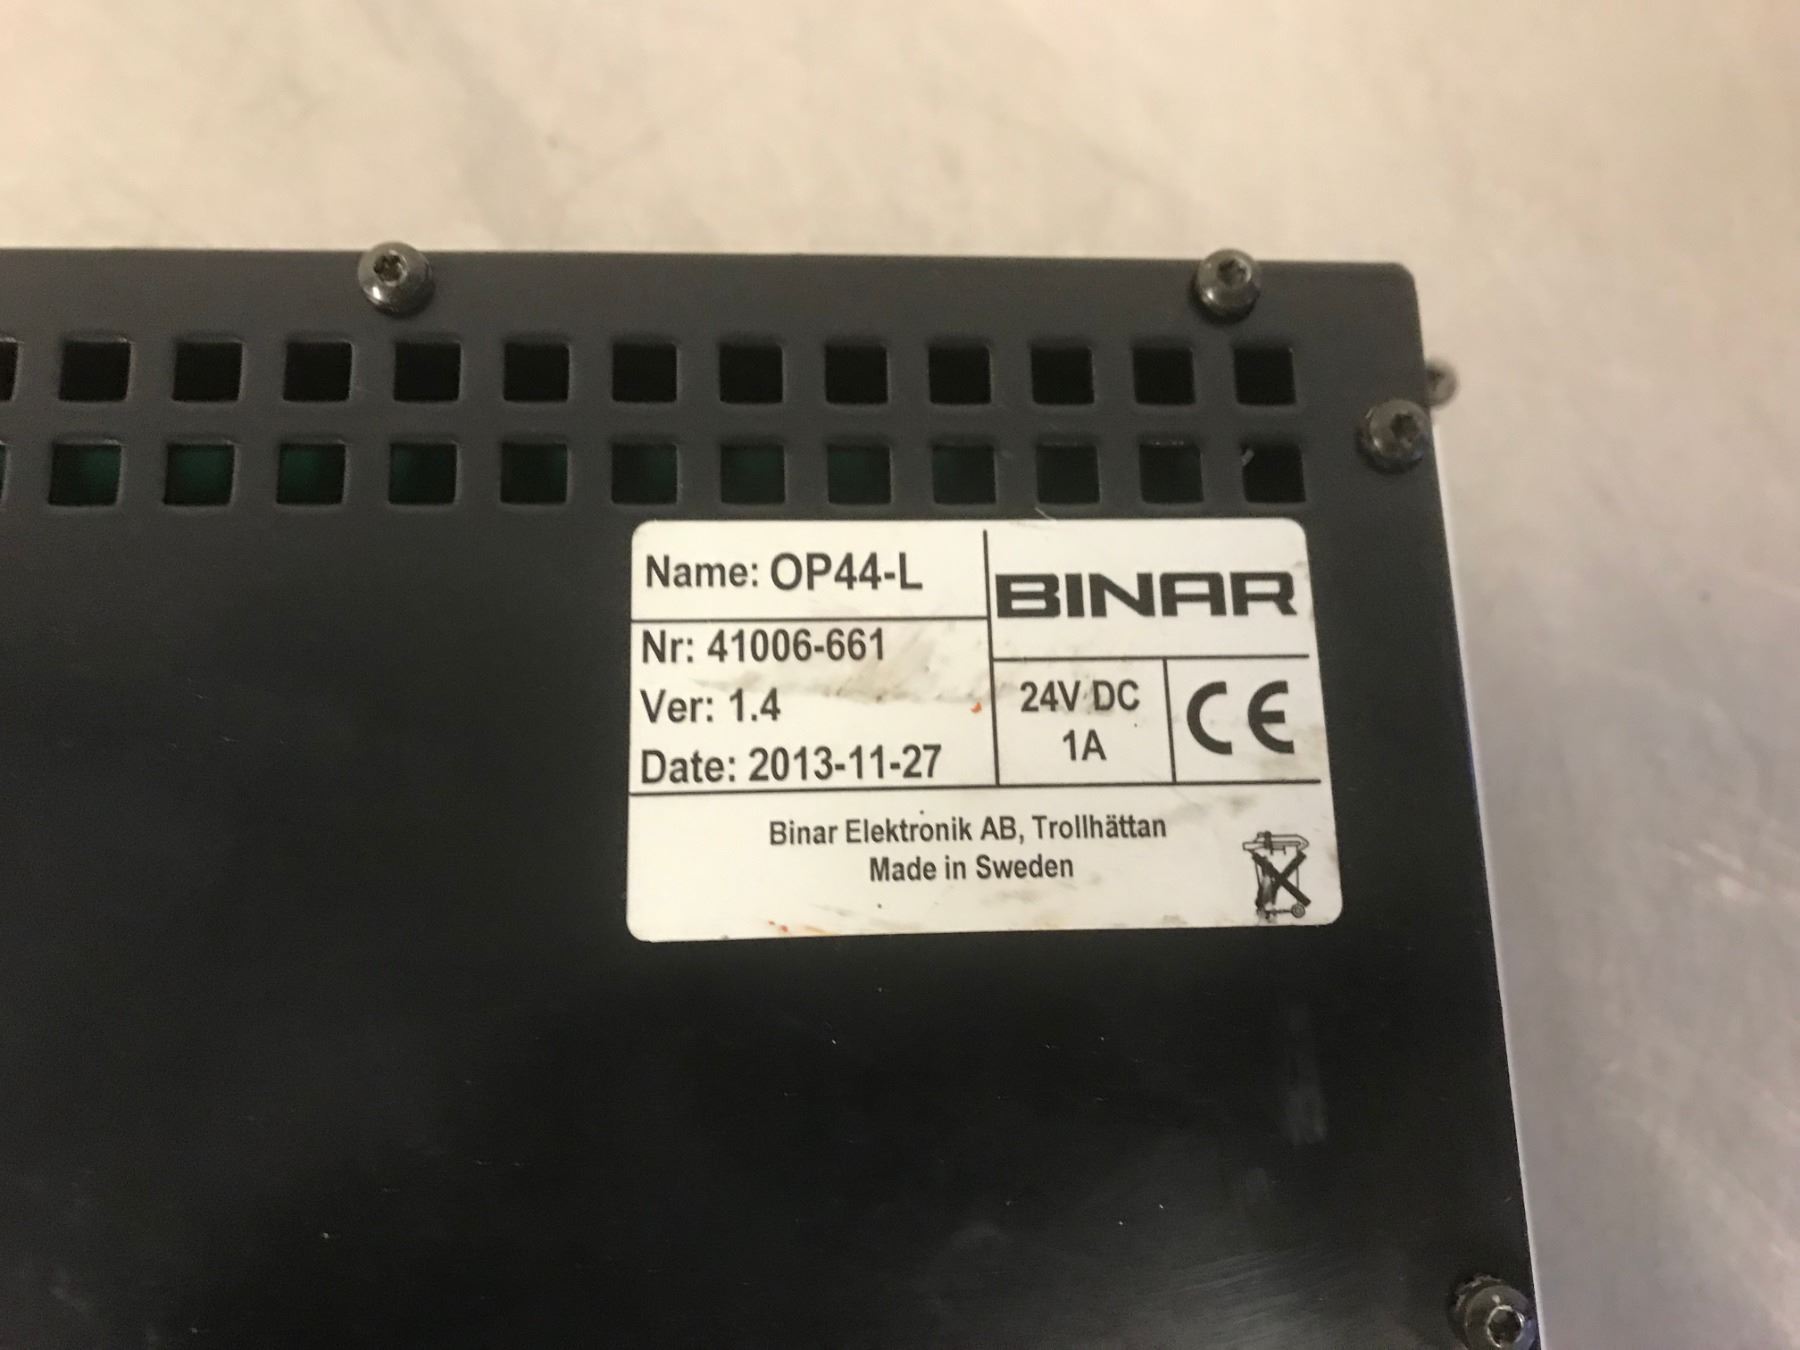 Name: OP44-L
BINAR
Nr: 41006-661
Ver: 1.4
Date: 2013-11-27
24V DC
1A
CE
Binar Elektronik AB, Trollhättan
Made in Sweden